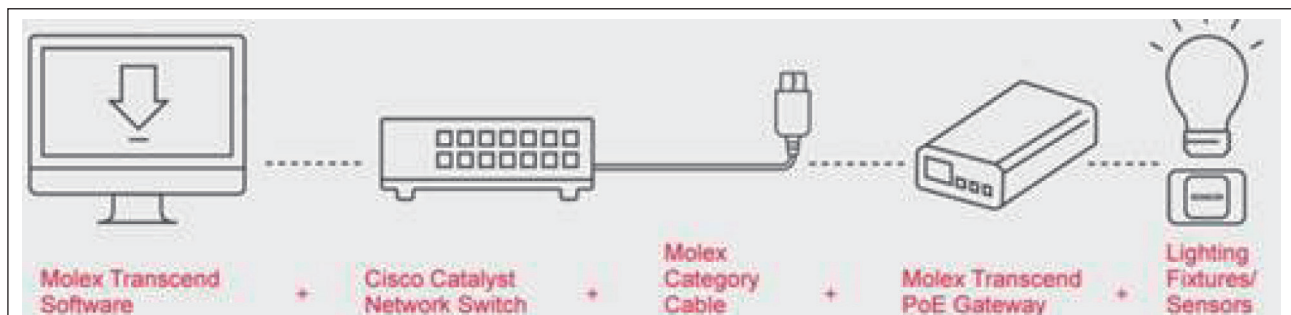 Molex Transcend
Software
+
Cisco Catalyst
Network Switch
+
Molex
Category
Cable
+
Molex Transcend
PoE Gateway
+
Lighting
Fixtures/
Sensors